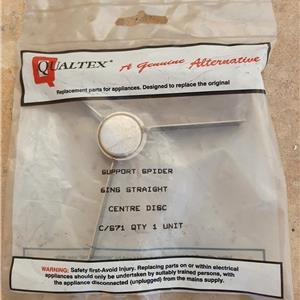 QUALTEX® A Genuine Alternative
Replacement parts for appliances. Designed to replace the original
SUPPORT SPIDER
6INS STRAIGHT
CENTRE DISC
C/S71 QTY 1 UNIT
WARNING: Safety first-Avoid Injury. Replacing parts on or within electrical
appliances should only be undertaken by suitably trained persons, with
the appliance disconnected (unplugged) from the mains supply.